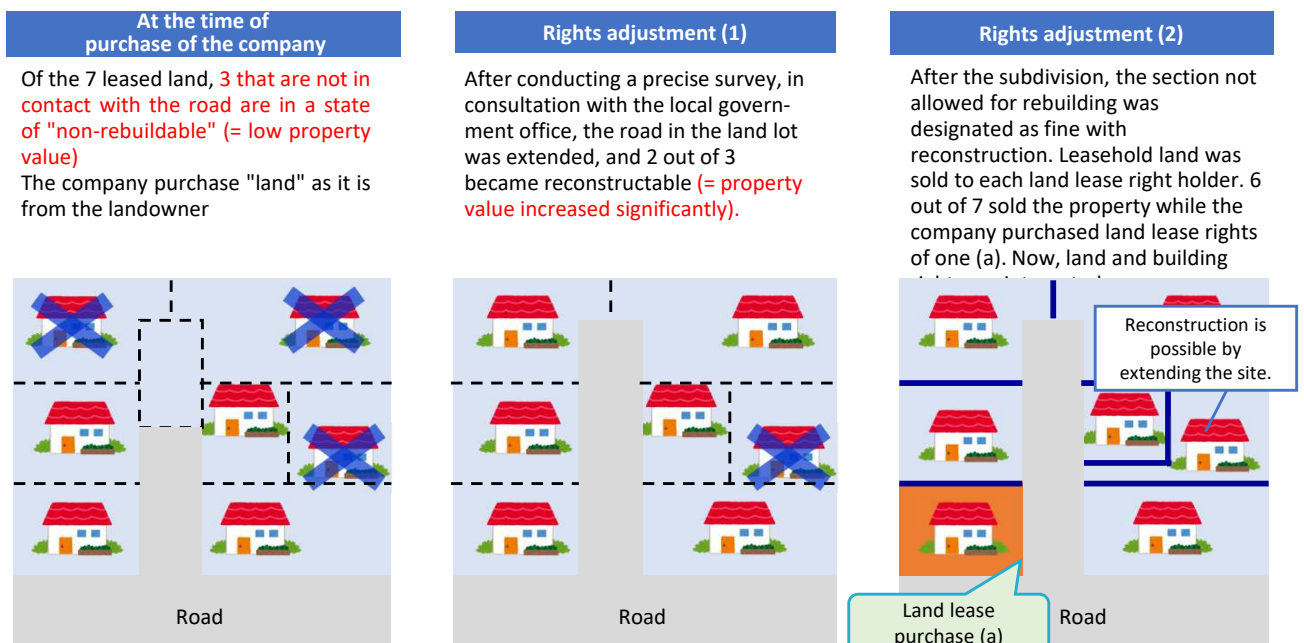 At the time of
purchase of the company
Of the 7 leased land, 3 that are not in
contact with the road are in a state
of "non-rebuildable" (= low property
value)
The company purchase "land" as it is
from the landowner
Road
Rights adjustment (1)
After conducting a precise survey, in
consultation with the local govern-
ment office, the road in the land lot
was extended, and 2 out of 3
became reconstructable (= property
value increased significantly).
Road
Rights adjustment (2)
After the subdivision, the section not
allowed for rebuilding was
designated as fine with
reconstruction. Leasehold land was
sold to each land lease right holder. 6
out of 7 sold the property while the
company purchased land lease rights
of one (a). Now, land and building
Reconstruction is
possible by
extending the site.
Land lease
purchase (a)
Road